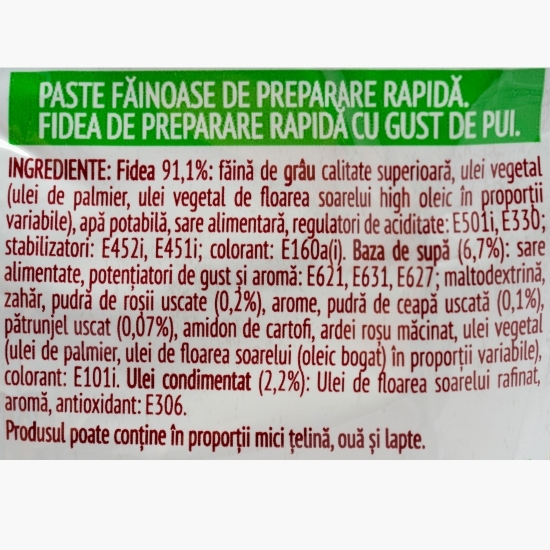 PASTE FĂINOASE DE PREPARARE RAPIDĂ.
FIDEA DE PREPARARE RAPIDĂ CU GUST DE PUI.
INGREDIENTE: Fidea 91,1%: făină de grâu calitate superioară, ulei vegetal
(ulei de palmier, ulei vegetal de floarea soarelui high oleic în proporții
variabile), apă potabilă, sare alimentară, regulatori de aciditate: E501i, E330;
stabilizatori: E452i, E451i; colorant: E160a(i). Baza de supă (6,7%): sare
alimentate, potențiatori de gust și aromă: E621, E631, E627; maltodextrină,
zahăr, pudră de roșii uscate (0,2%), arome, pudră de ceapă uscată (0,1%),
pătrunjel uscat (0,07%), amidon de cartofi, ardei roșu măcinat, ulei vegetal
(ulei de palmier, ulei de floarea soarelui (oleic bogat) în proporții variabile),
colorant: E101i. Ulei condimentat (2,2%): Ulei de floarea soarelui rafinat,
aromă, antioxidant: E306.
Produsul poate conține în proporții mici țelină, ouă și lapte.